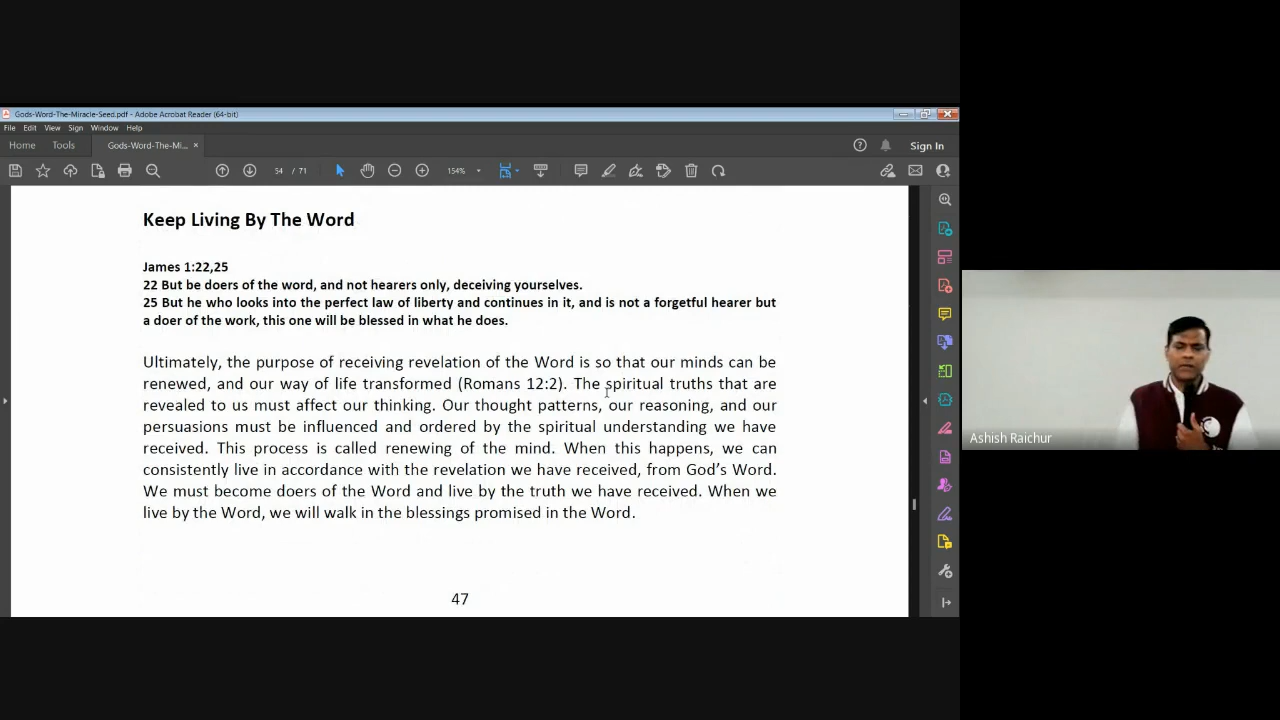 Gods-Word-The-Miracle-Seed.pdf - Adobe Acrobat Reader (64-bit)
File Edit View Sign Window Help
Home Tools Gods-Word-The-Mi... × Sign In
54 / 71 154%
Keep Living By The Word
James 1:22,25
22 But be doers of the word, and not hearers only, deceiving yourselves.
25 But he who looks into the perfect law of liberty and continues in it, and is not a forgetful hearer but
a doer of the work, this one will be blessed in what he does.
Ultimately, the purpose of receiving revelation of the Word is so that our minds can be
renewed, and our way of life transformed (Romans 12:2). The spiritual truths that are
revealed to us must affect our thinking. Our thought patterns, our reasoning, and our
persuasions must be influenced and ordered by the spiritual understanding we have
received. This process is called renewing of the mind. When this happens, we can
consistently live in accordance with the revelation we have received, from God’s Word.
We must become doers of the Word and live by the truth we have received. When we
live by the Word, we will walk in the blessings promised in the Word.
47
Ashish Raichur